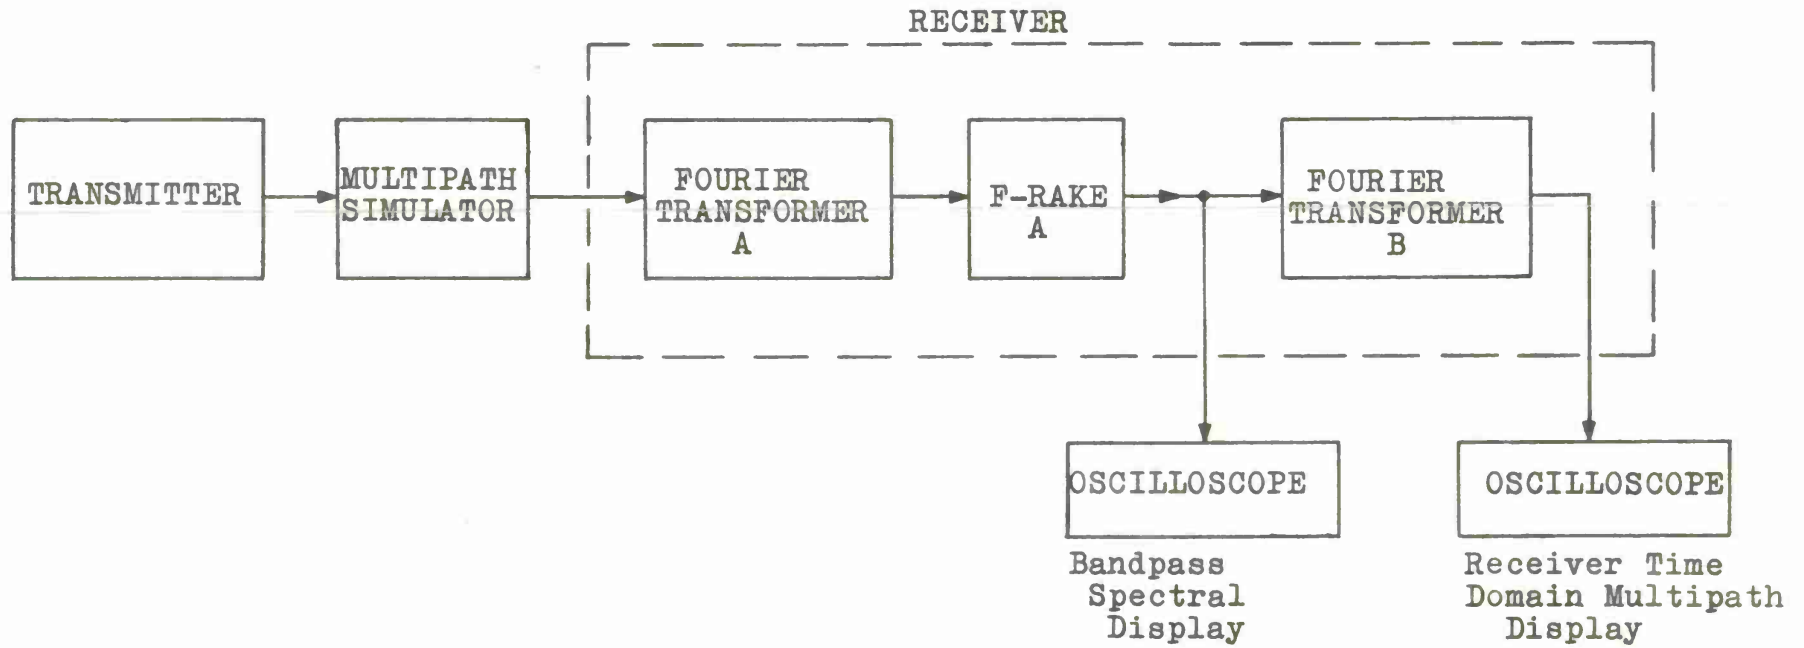 RECEIVER
TRANSMITTER
MULTIPATH
SIMULATOR
FOURIER
TRANSFORMER
A
F-RAKE
A
FOURIER
TRANSFORMER
B
OSCILLOSCOPE
Bandpass
Spectral
Display
OSCILLOSCOPE
Receiver Time
Domain Multipath
Display